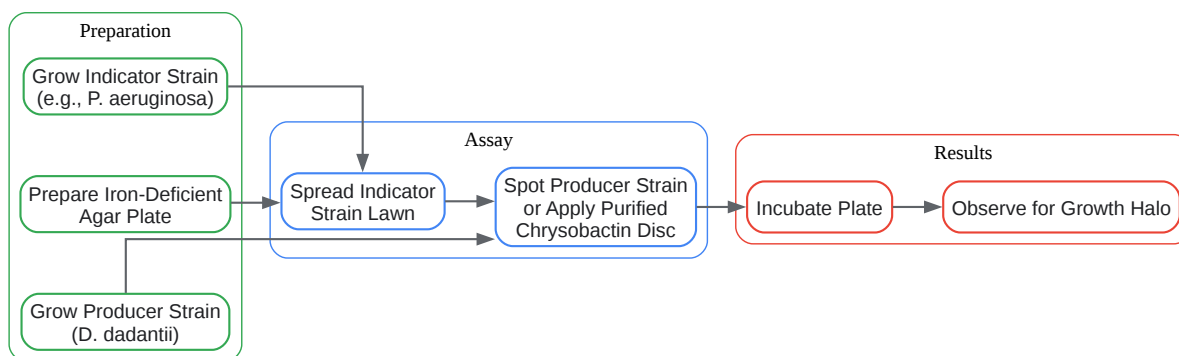 Preparation
Grow Indicator Strain
(e.g., P. aeruginosa)
Prepare Iron-Deficient
Agar Plate
Grow Producer Strain
(D. dadantii)
Assay
Spread Indicator
Strain Lawn
Spot Producer Strain
or Apply Purified
Chrysobactin Disc
Results
Incubate Plate
Observe for Growth Halo